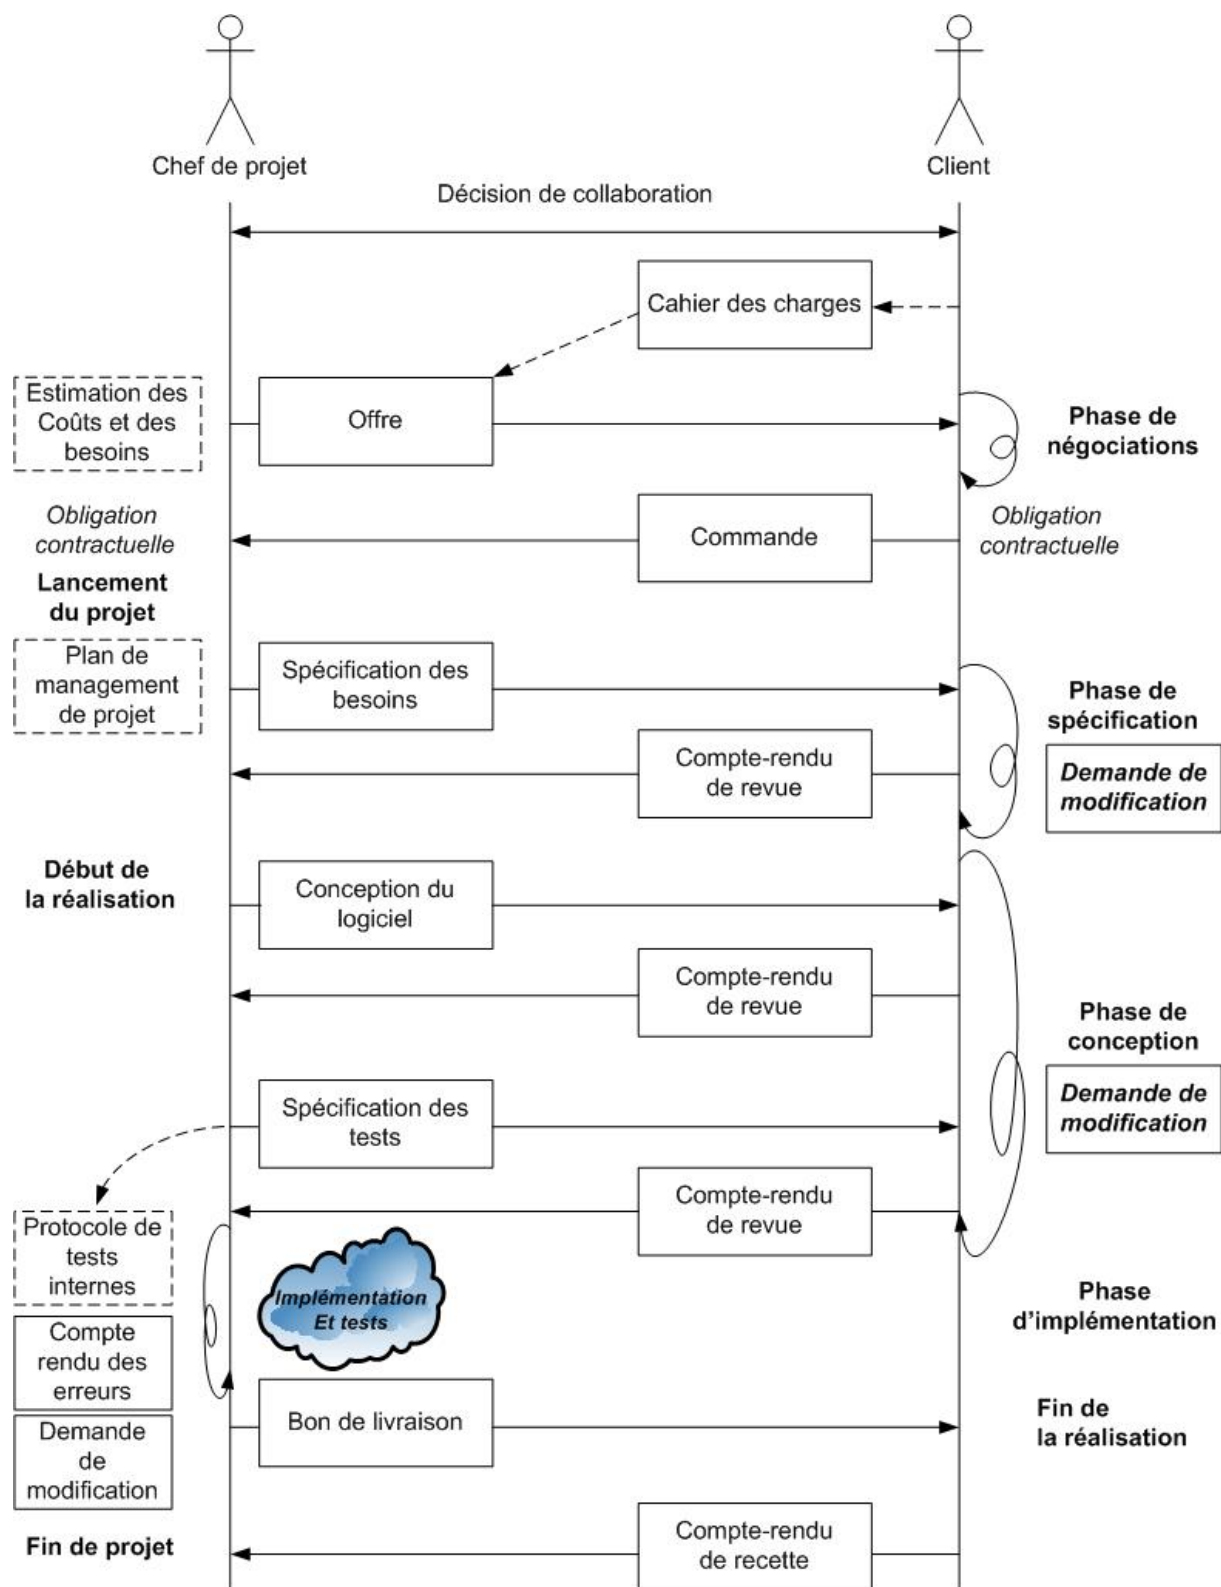 Chef de projet
Client
Décision de collaboration
Cahier des charges
Estimation des
Coûts et des
besoins
Offre
Phase de
négociations
Obligation
contractuelle
Commande
Obligation
contractuelle
Lancement
du projet
Plan de
management
de projet
Spécification des
besoins
Phase de
spécification
Compte-rendu
de revue
Demande de
modification
Début de
la réalisation
Conception du
logiciel
Compte-rendu
de revue
Phase de
conception
Demande de
modification
Spécification des
tests
Compte-rendu
de revue
Protocole de
tests
internes
Implémentation
Et tests
Phase
d'implémentation
Compte
rendu des
erreurs
Bon de livraison
Fin de
la réalisation
Demande
de
modification
Fin de projet
Compte-rendu
de recette